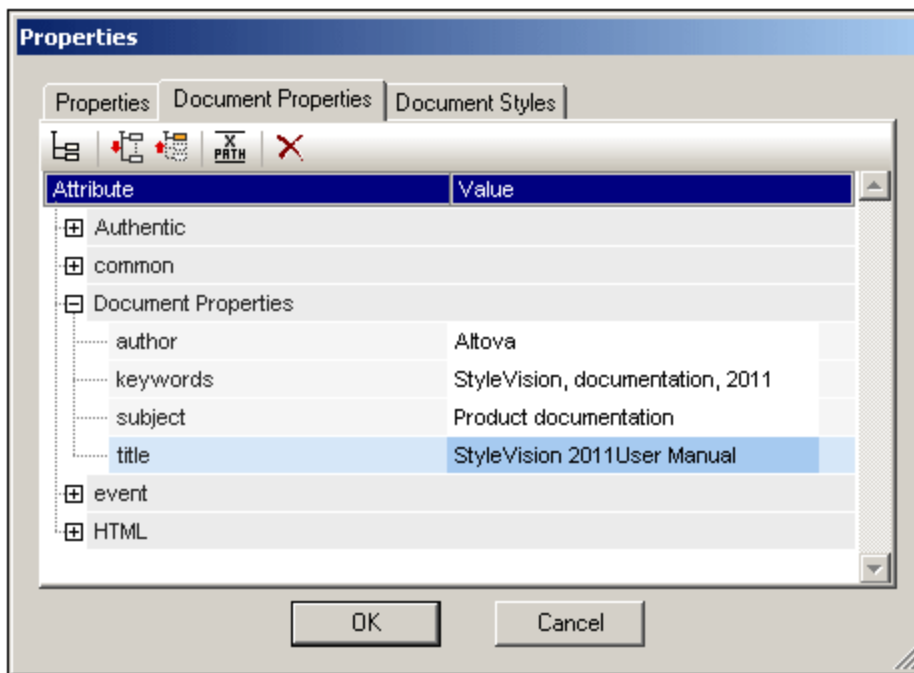 Properties
Properties Document Properties Document Styles
X
PATH
Attribute Value
Authentic
common
Document Properties
author Altova
keywords StyleVision, documentation, 2011
subject Product documentation
title StyleVision 2011User Manual
event
HTML
OK Cancel